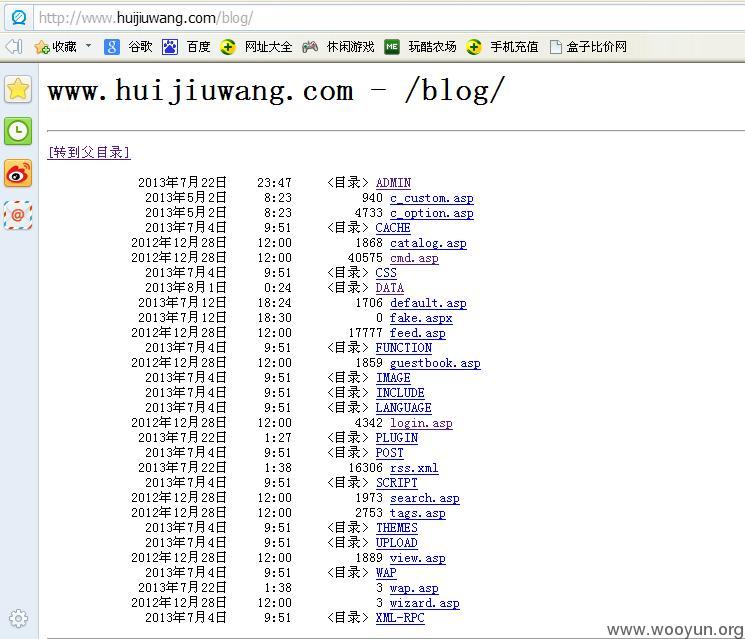 http://www.huijiuwang.com/blog/
收藏 谷歌 百度 网址大全 休闲游戏 ME 玩酷农场 手机充值 盒子比价网
www.huijiuwang.com - /blog/
[转到父目录]
2013年7月22日 23:47 <目录> ADMIN
2013年5月2日 8:23 940 c_custom.asp
2013年5月2日 8:23 4733 c_option.asp
2013年7月4日 9:51 <目录> CACHE
2012年12月28日 12:00 1868 catalog.asp
2012年12月28日 12:00 40575 cmd.asp
2013年7月4日 9:51 <目录> CSS
2013年8月1日 0:24 <目录> DATA
2013年7月12日 18:24 1706 default.asp
2013年7月12日 18:30 0 fake.aspx
2012年12月28日 12:00 17777 feed.asp
2013年7月4日 9:51 <目录> FUNCTION
2012年12月28日 12:00 1859 guestbook.asp
2013年7月4日 9:51 <目录> IMAGE
2013年7月4日 9:51 <目录> INCLUDE
2013年7月4日 9:51 <目录> LANGUAGE
2012年12月28日 12:00 4342 login.asp
2013年7月22日 1:27 <目录> PLUGIN
2013年7月4日 9:51 <目录> POST
2013年7月22日 1:38 16306 rss.xml
2013年7月4日 9:51 <目录> SCRIPT
2012年12月28日 12:00 1973 search.asp
2012年12月28日 12:00 2753 tags.asp
2013年7月4日 9:51 <目录> THEMES
2013年7月4日 9:51 <目录> UPLOAD
2012年12月28日 12:00 1889 view.asp
2013年7月4日 9:51 <目录> WAP
2013年7月22日 1:38 3 wap.asp
2012年12月28日 12:00 3 wizard.asp
2013年7月4日 9:51 <目录> XML-RPC
www.wooyun.org